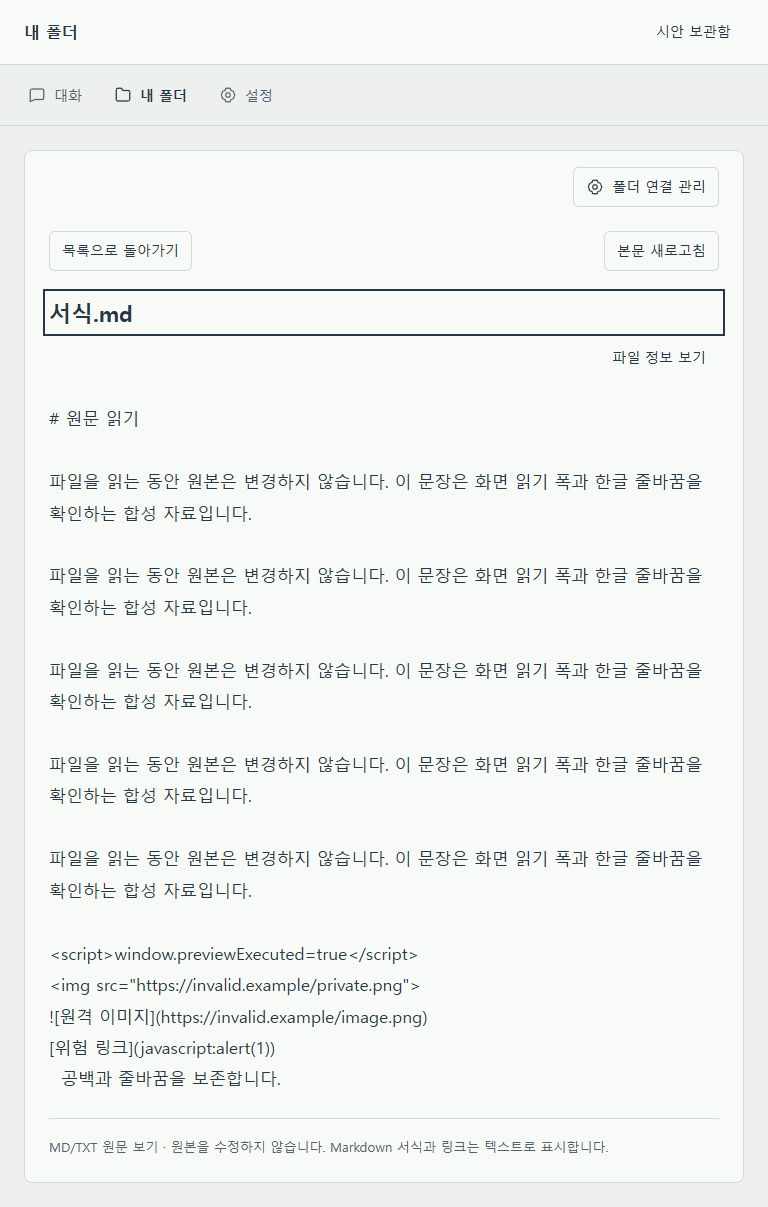 내 폴더
시안 보관함
대화
내 폴더
설정
폴더 연결 관리
목록으로 돌아가기
본문 새로고침
서식.md
파일 정보 보기
# 원문 읽기
파일을 읽는 동안 원본은 변경하지 않습니다. 이 문장은 화면 읽기 폭과 한글 줄바꿈을
확인하는 합성 자료입니다.
파일을 읽는 동안 원본은 변경하지 않습니다. 이 문장은 화면 읽기 폭과 한글 줄바꿈을
확인하는 합성 자료입니다.
파일을 읽는 동안 원본은 변경하지 않습니다. 이 문장은 화면 읽기 폭과 한글 줄바꿈을
확인하는 합성 자료입니다.
파일을 읽는 동안 원본은 변경하지 않습니다. 이 문장은 화면 읽기 폭과 한글 줄바꿈을
확인하는 합성 자료입니다.
파일을 읽는 동안 원본은 변경하지 않습니다. 이 문장은 화면 읽기 폭과 한글 줄바꿈을
확인하는 합성 자료입니다.
<script>window.previewExecuted=true</script>
<img src="https://invalid.example/private.png">
![원격 이미지](https://invalid.example/image.png)
[위험 링크](javascript:alert(1))
  공백과 줄바꿈을 보존합니다.
MD/TXT 원문 보기 · 원본을 수정하지 않습니다. Markdown 서식과 링크는 텍스트로 표시합니다.